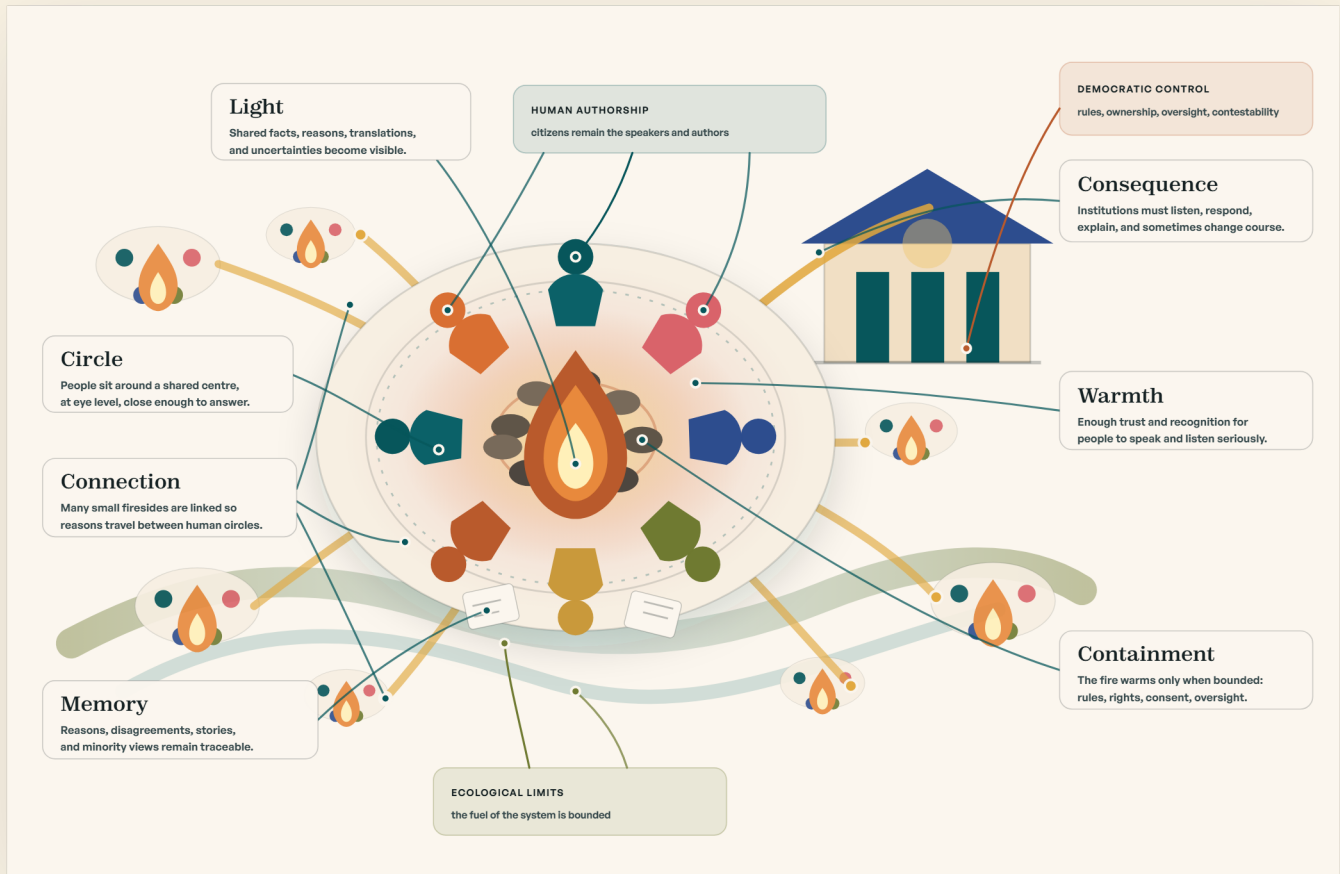 Light
Shared facts, reasons, translations,
and uncertainties become visible.
HUMAN AUTHORSHIP
citizens remain the speakers and authors
DEMOCRATIC CONTROL
rules, ownership, oversight, contestability
Consequence
Institutions must listen, respond,
explain, and sometimes change course.
Circle
People sit around a shared centre,
at eye level, close enough to answer.
Warmth
Enough trust and recognition for
people to speak and listen seriously.
Connection
Many small firesides are linked so
reasons travel between human circles.
Containment
The fire warms only when bounded:
rules, rights, consent, oversight.
Memory
Reasons, disagreements, stories,
and minority views remain traceable.
ECOLOGICAL LIMITS
the fuel of the system is bounded